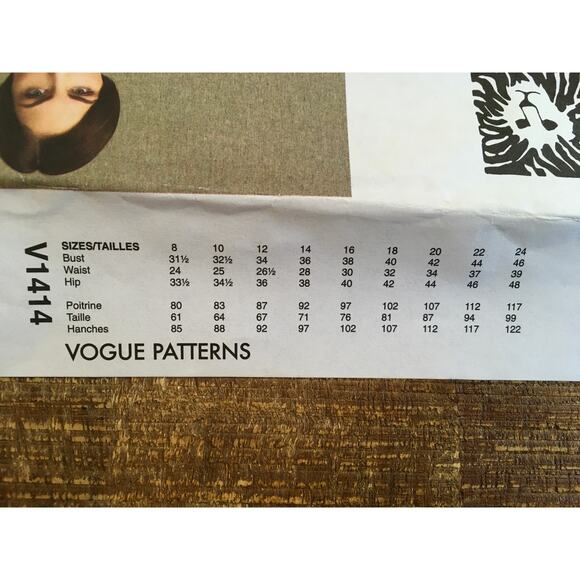 V1414
SIZES/TAILLES 8 10 12 14 16 18 20 22 24
Bust 31½ 32½ 34 36 38 40 42 44 46
Waist 24 25 26½ 28 30 32 34 37 39
Hip 33½ 34½ 36 38 40 42 44 46 48
Poitrine 80 83 87 92 97 102 107 112 117
Taille 61 64 67 71 76 81 87 94 99
Hanches 85 88 92 97 102 107 112 117 122
VOGUE PATTERNS